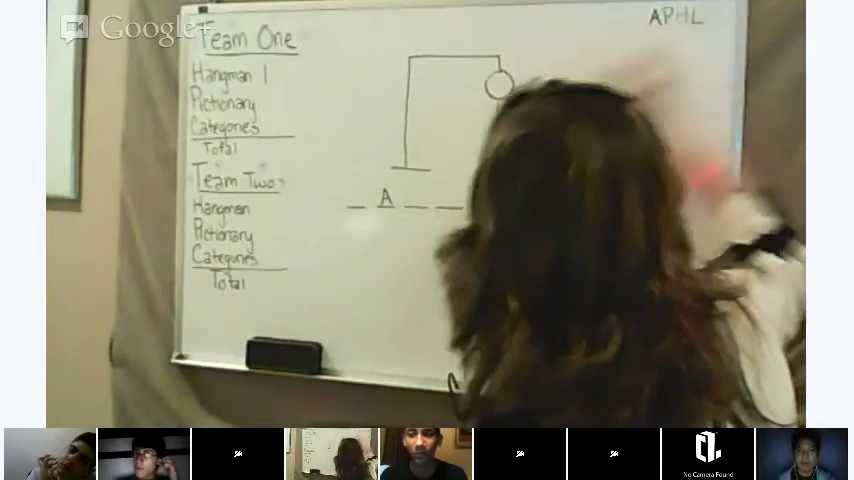 Google+
Team One
APHL
Hangman 1
Pictionary
Categories
Total
"Team Two"
A
Hangman
Pictionary
Categories
Total
No Camera Found